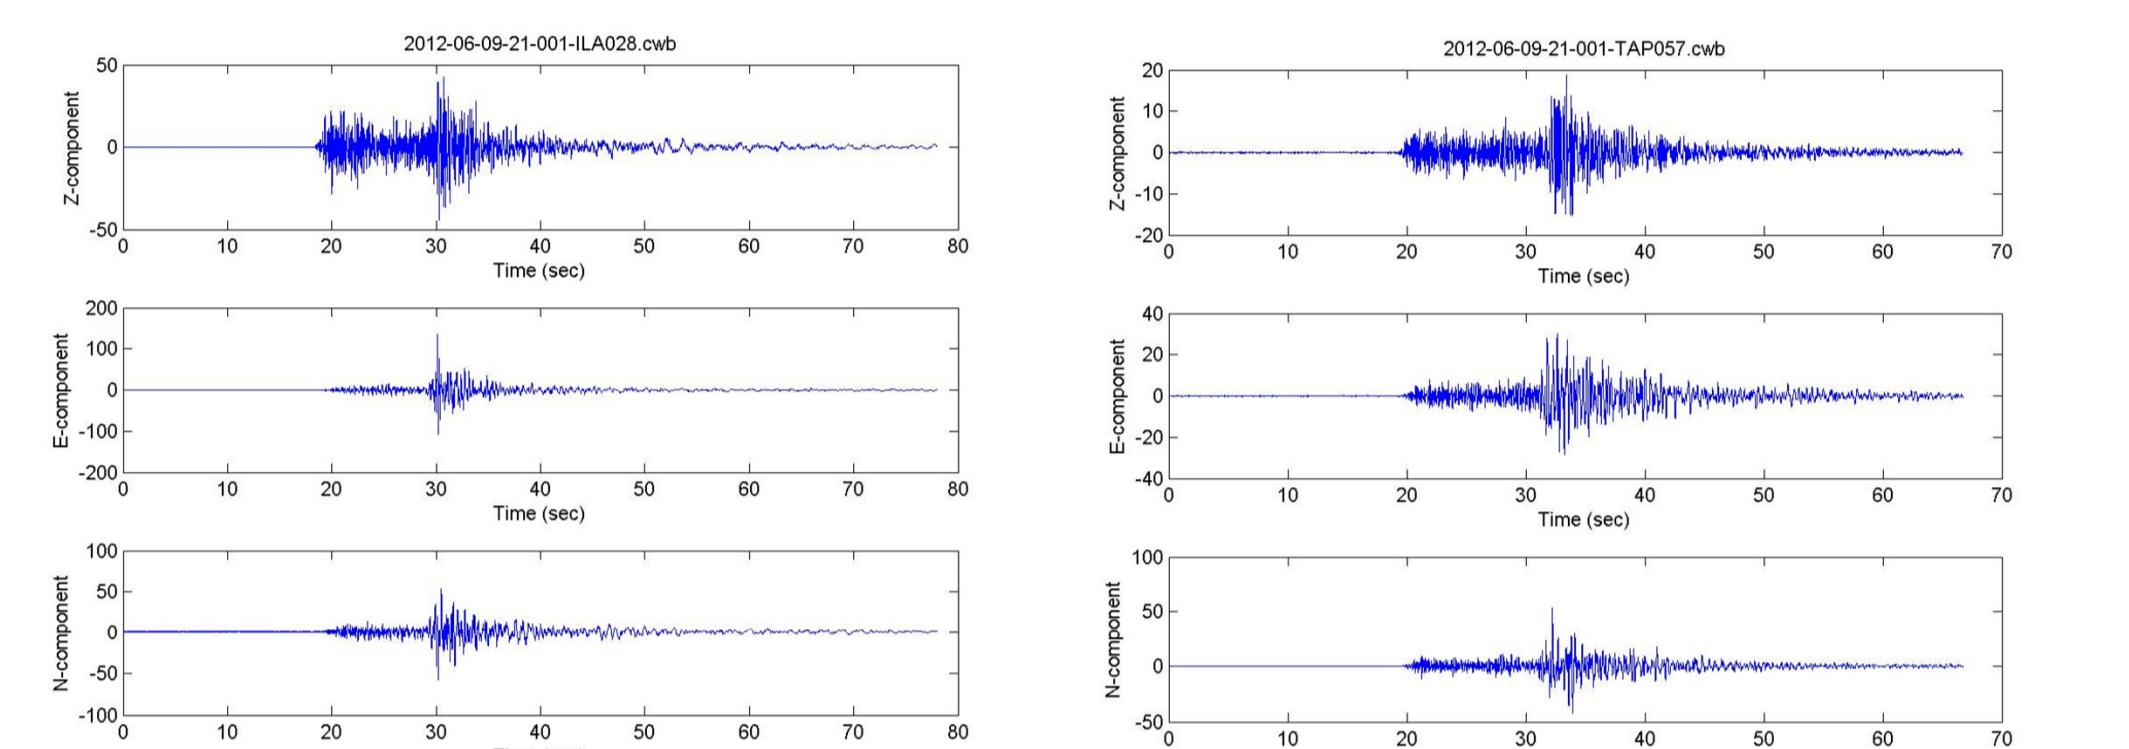 2012-06-09-21-001-ILA028.cwb
50
0
-50
Z-component
0 10 20 30 40 50 60 70 80
Time (sec)
200
100
0
-100
-200
E-component
0 10 20 30 40 50 60 70 80
Time (sec)
100
50
0
-50
-100
N-component
0 10 20 30 40 50 60 70 80
2012-06-09-21-001-TAP057.cwb
20
10
0
-10
-20
Z-component
0 10 20 30 40 50 60 70
Time (sec)
40
20
0
-20
-40
E-component
0 10 20 30 40 50 60 70
Time (sec)
100
50
0
-50
N-component
0 10 20 30 40 50 60 70